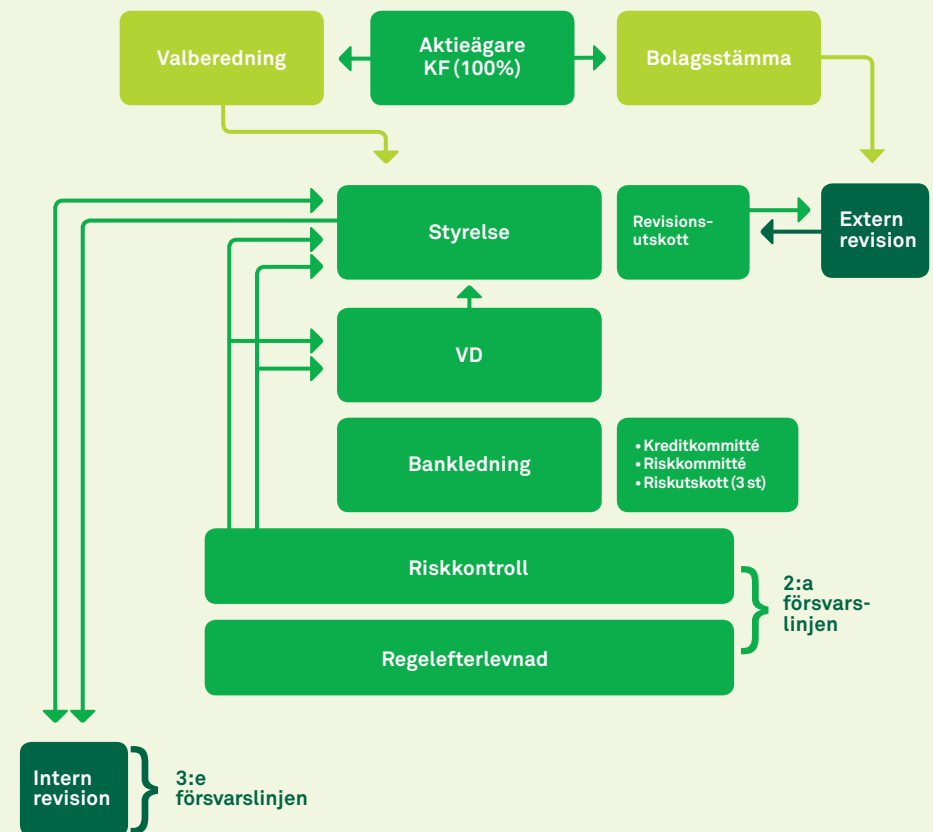 Valberedning
Aktieägare
KF (100%)
Bolagsstämma
Styrelse
Revisions-
utskott
Extern
revision
VD
Bankledning
• Kreditkommitté
• Riskkommitté
• Riskutskott (3 st)
Riskkontroll
2:a
försvars-
linjen
Regelefterlevnad
Intern
revision
3:e
försvarslinjen